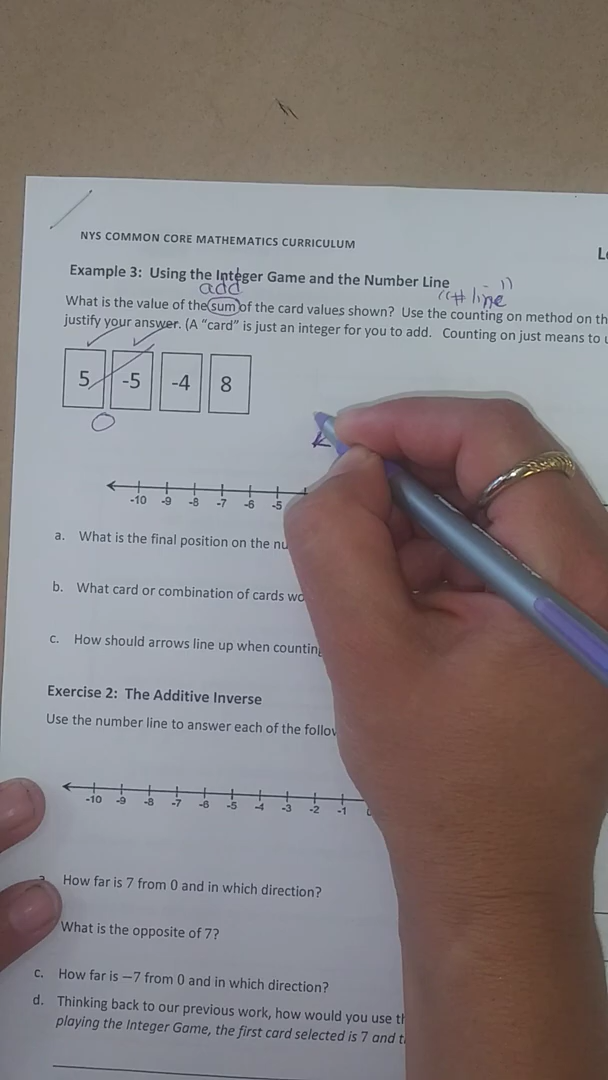 NYS COMMON CORE MATHEMATICS CURRICULUM
Example 3: Using the Integer Game and the Number Line
add
"# line"
What is the value of the sum of the card values shown? Use the counting on method on th
justify your answer. (A "card" is just an integer for you to add. Counting on just means to
5 -5 -4 8
0
-10 -9 -8 -7 -6 -5
a. What is the final position on the nu
b. What card or combination of cards wo
c. How should arrows line up when counting
Exercise 2: The Additive Inverse
Use the number line to answer each of the follow
-10 -9 -8 -7 -6 -5 -4 -3 -2 -1
How far is 7 from 0 and in which direction?
What is the opposite of 7?
c. How far is −7 from 0 and in which direction?
d. Thinking back to our previous work, how would you use th
playing the Integer Game, the first card selected is 7 and t